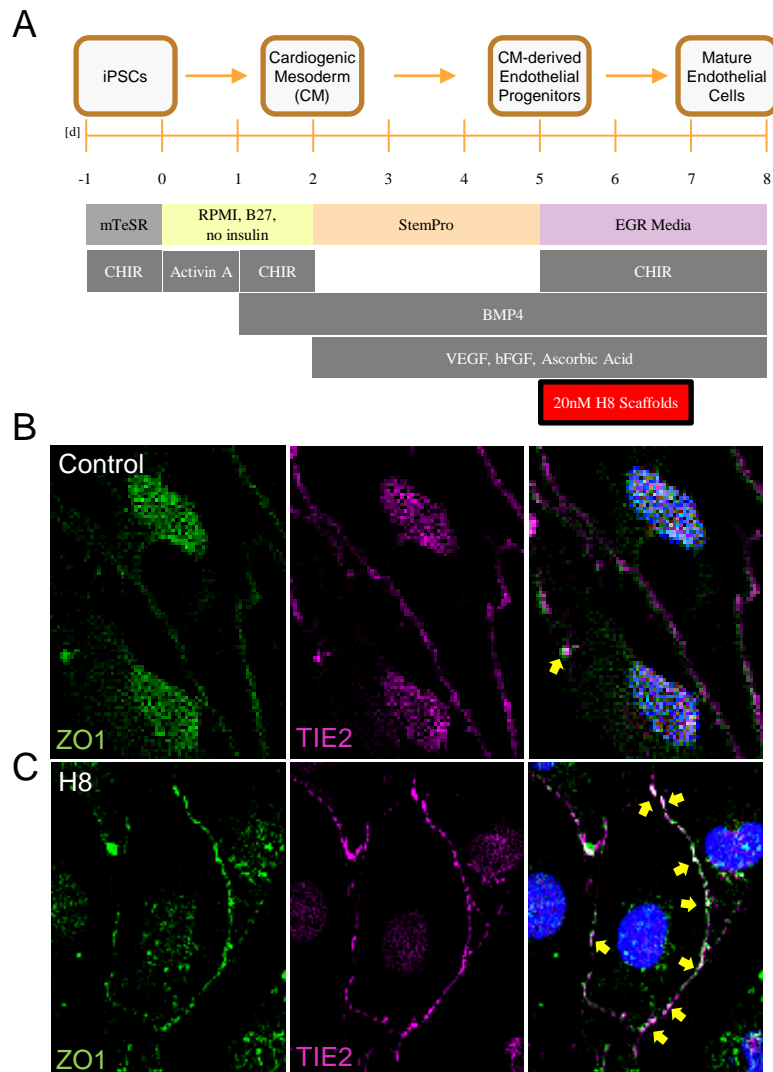 A
iPSCs
Cardiogenic
Mesoderm
(CM)
CM-derived
Endothelial
Progenitors
Mature
Endothelial
Cells
[d]
-1 0 1 2 3 4 5 6 7 8
mTeSR
RPMI, B27,
no insulin
StemPro
EGR Media
CHIR
Activin A
CHIR
CHIR
BMP4
VEGF, bFGF, Ascorbic Acid
20nM H8 Scaffolds
B
Control
ZO1
TIE2
C
H8
ZO1
TIE2